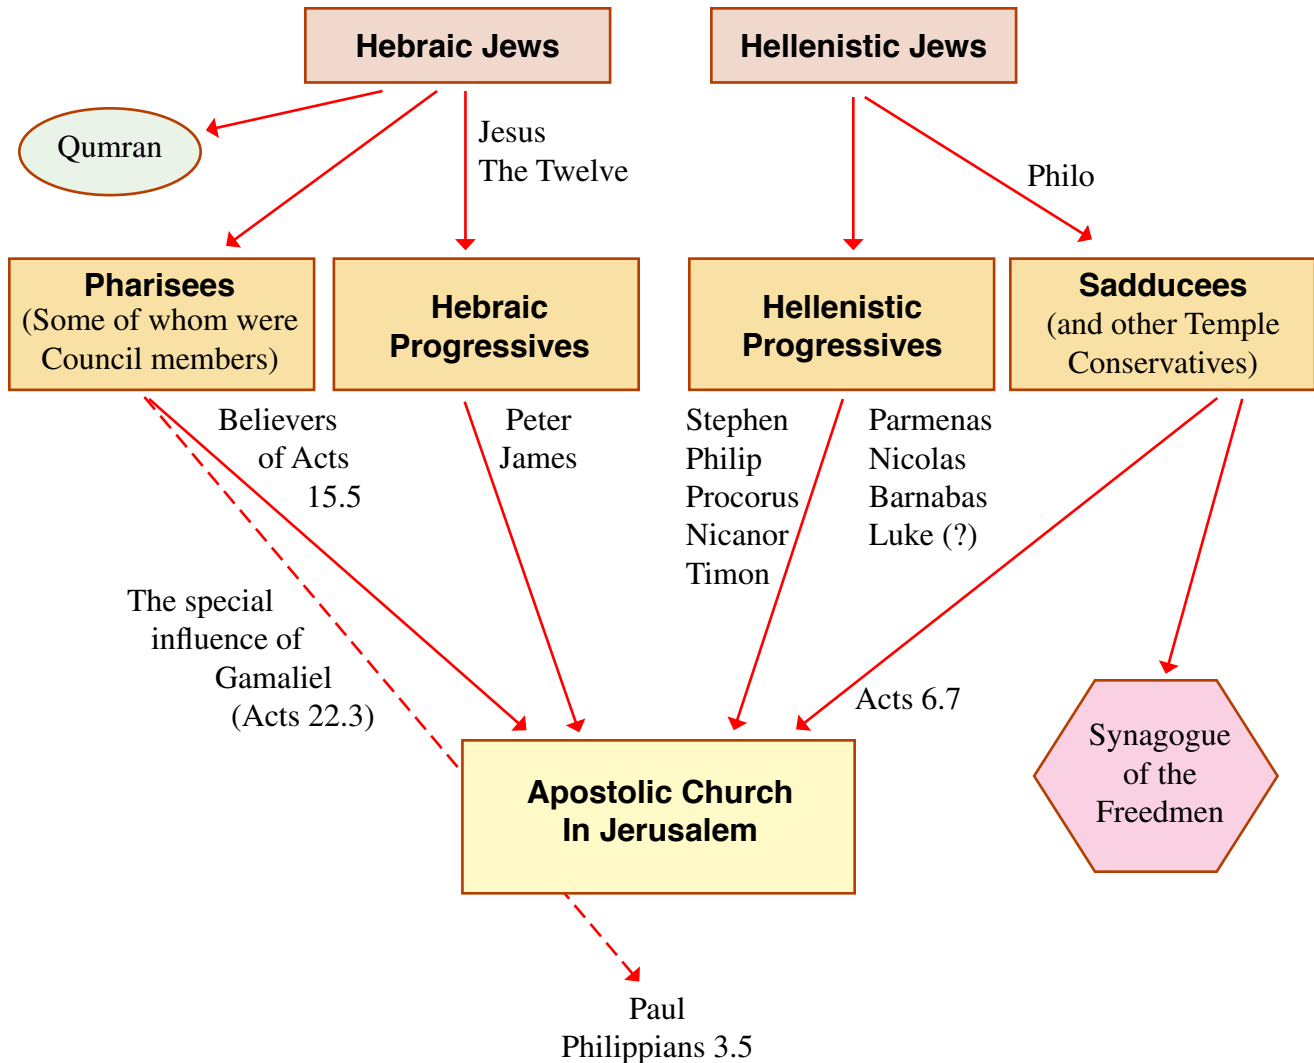 Hebraic Jews
Hellenistic Jews
Qumran
Jesus
The Twelve
Philo
Pharisees
(Some of whom were
Council members)
Hebraic
Progressives
Hellenistic
Progressives
Sadducees
(and other Temple
Conservatives)
Believers
of Acts
15.5
Peter
James
Stephen
Philip
Procorus
Nicanor
Timon
Parmenas
Nicolas
Barnabas
Luke (?)
The special
influence of
Gamaliel
(Acts 22.3)
Acts 6.7
Synagogue
of the
Freedmen
Apostolic Church
In Jerusalem
Paul
Philippians 3.5